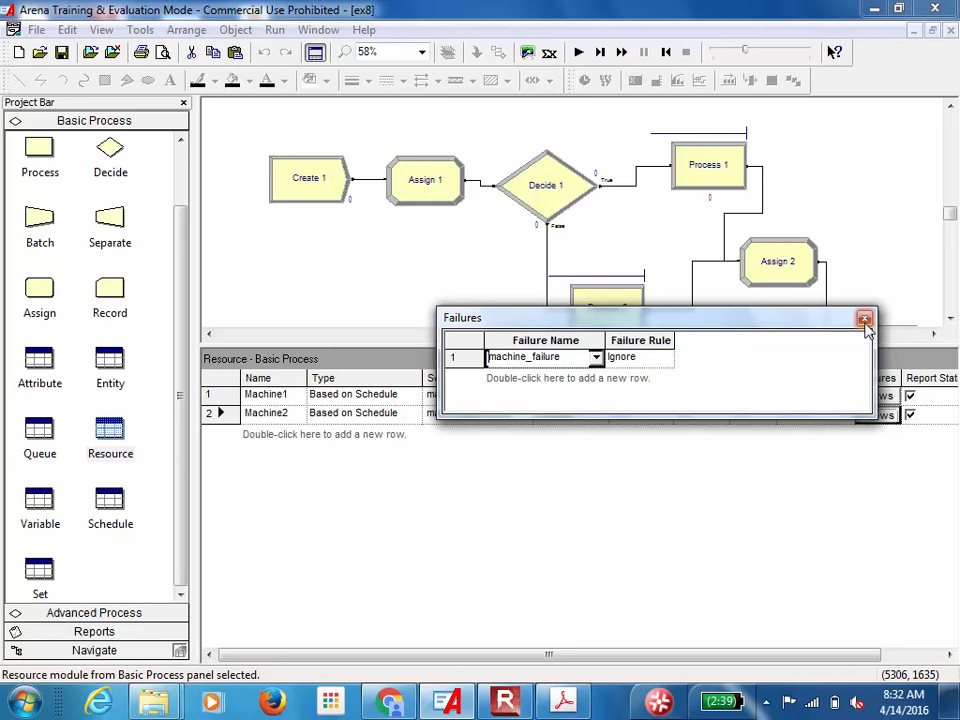 Arena Training & Evaluation Mode - Commercial Use Prohibited - [ex8]
File Edit View Tools Arrange Object Run Window Help
58%
Project Bar
Basic Process
Process Decide
Batch Separate
Assign Record
Attribute Entity
Queue Resource
Variable Schedule
Set
Advanced Process
Reports
Navigate
Create 1
0
Assign 1
Decide 1
0
True
0
False
Process 1
0
Assign 2
Failures
Failure Name Failure Rule
1 machine_failure Ignore
Double-click here to add a new row.
Resource - Basic Process
Name Type Report Stat
1 Machine1 Based on Schedule
2 Machine2 Based on Schedule
Double-click here to add a new row.
Resource module from Basic Process panel selected.
(5306, 1635)
(2:39)
8:32 AM
4/14/2016